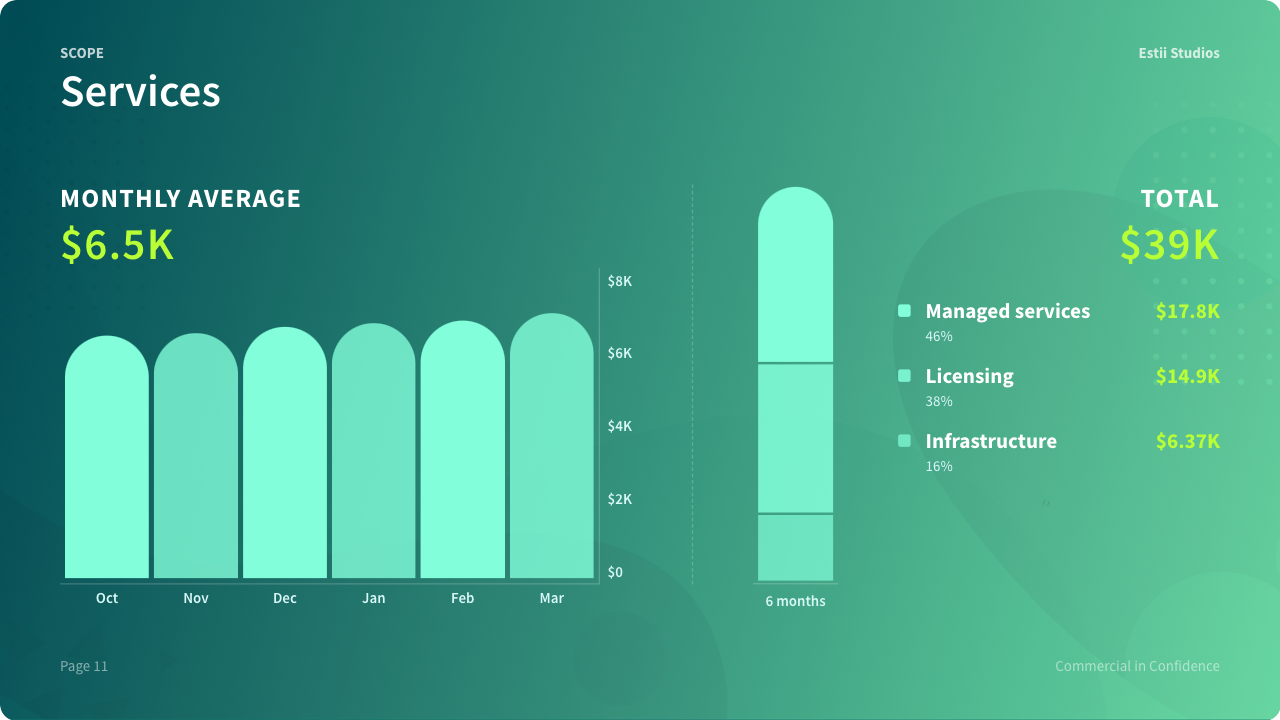 SCOPE
Estii Studios
Services
MONTHLY AVERAGE
$6.5K
$8K
$6K
$4K
$2K
$0
Oct Nov Dec Jan Feb Mar
6 months
TOTAL
$39K
Managed services $17.8K
46%
Licensing $14.9K
38%
Infrastructure $6.37K
16%
Page 11
Commercial in Confidence